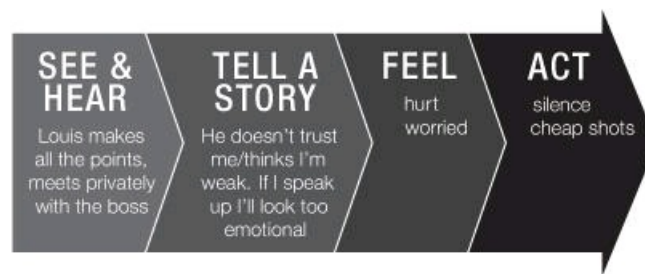 SEE &
HEAR
Louis makes
all the points,
meets privately
with the boss
TELL A
STORY
He doesn't trust
me/thinks I'm
weak. If I speak
up I'll look too
emotional
FEEL
hurt
worried
ACT
silence
cheap shots